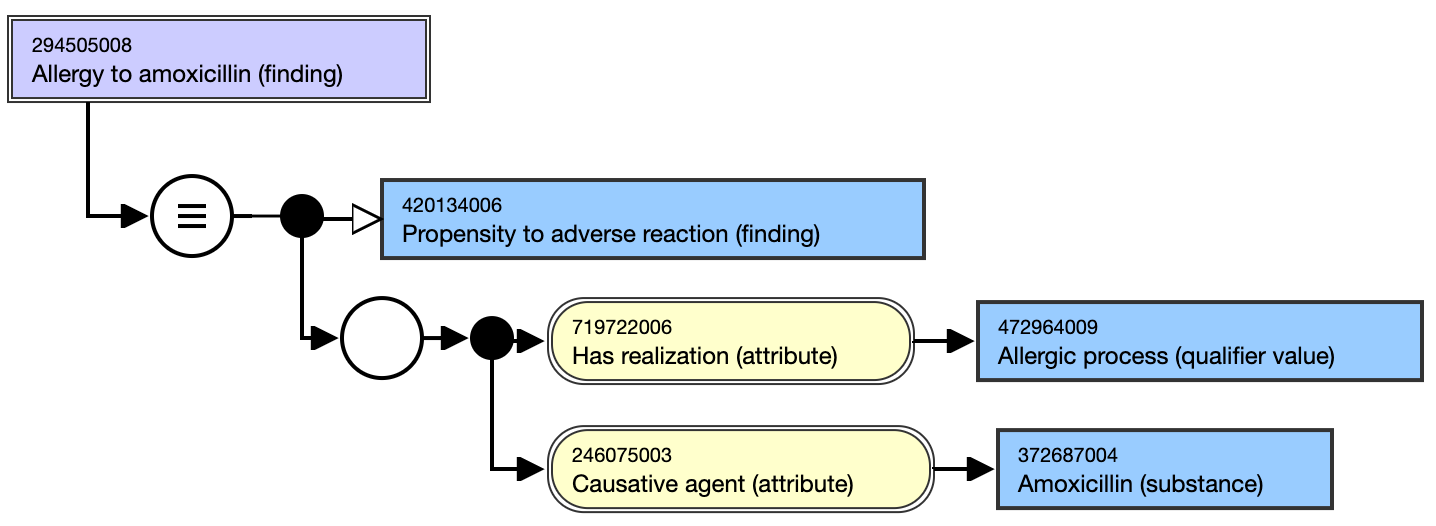 294505008
Allergy to amoxicillin (finding)
420134006
Propensity to adverse reaction (finding)
719722006
Has realization (attribute)
472964009
Allergic process (qualifier value)
246075003
Causative agent (attribute)
372687004
Amoxicillin (substance)